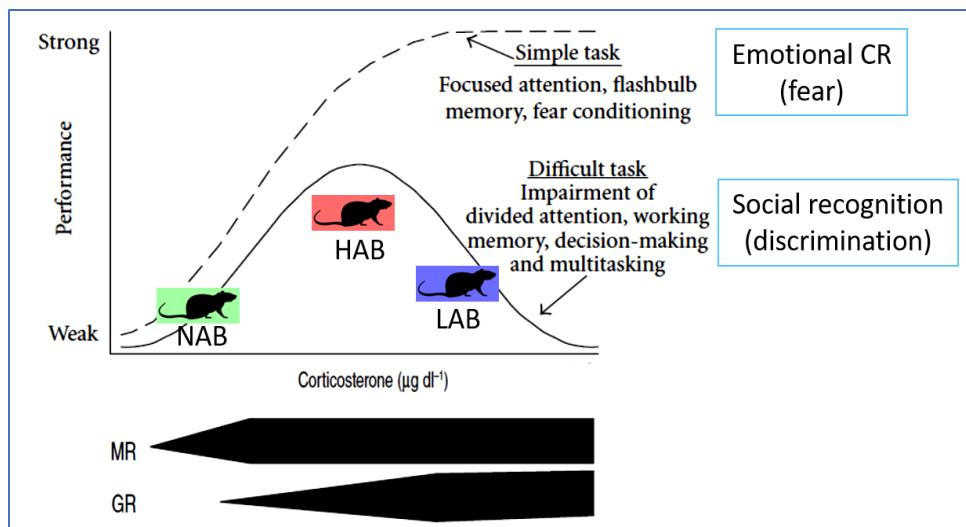 Strong
Simple task
Focused attention, flashbulb
memory, fear conditioning
Emotional CR
(fear)
Performance
Difficult task
Impairment of
divided attention, working
memory, decision-making
and multitasking
Social recognition
(discrimination)
HAB
LAB
NAB
Weak
Corticosterone (µg dl⁻¹)
MR
GR